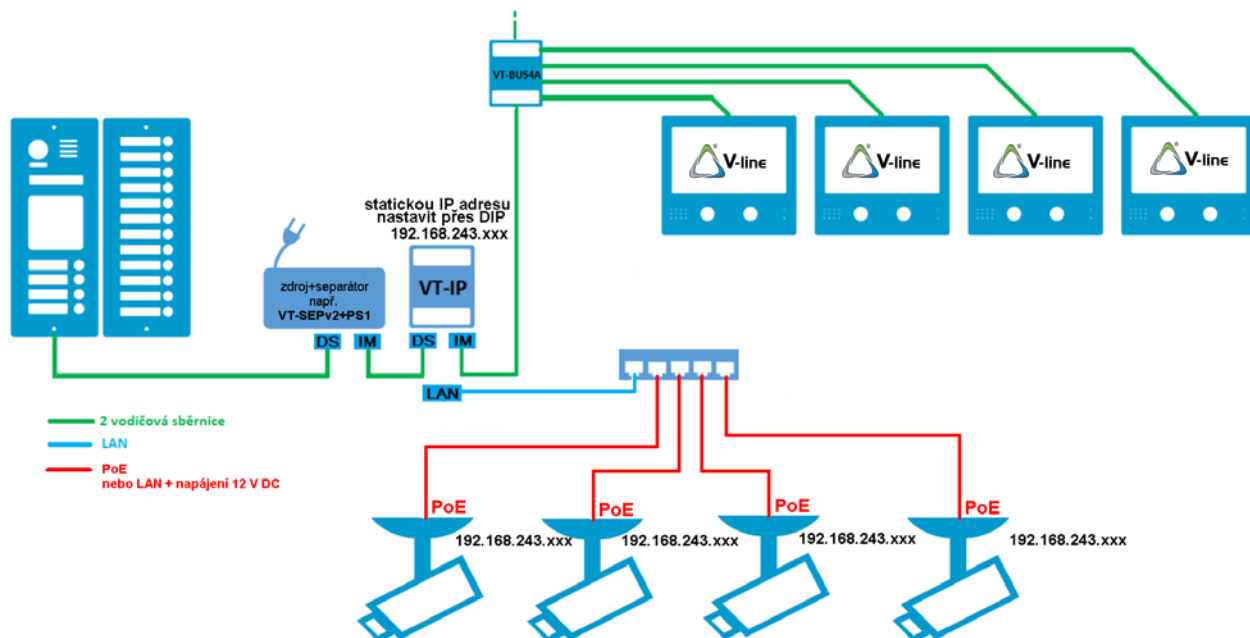 VT-BUS4A
V-line
V-line
V-line
V-line
statickou IP adresu
nastavit přes DIP
192.168.243.xxx
zdroj+separátor
např.
VT-SEPv2+PS1
VT-IP
DS
IM
DS
IM
LAN
2 vodičová sběrnice
LAN
PoE
nebo LAN + napájení 12 V DC
PoE
PoE
PoE
PoE
192.168.243.xxx
192.168.243.xxx
192.168.243.xxx
192.168.243.xxx